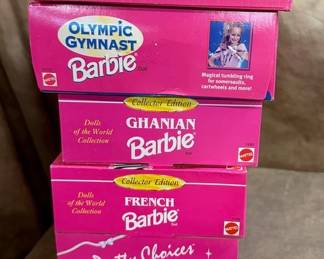 OLYMPIC
GYMNAST
Barbie
Magical tumbling ring
for somersaults,
cartwheels and more!
MATTEL
Collector Edition
Dolls
of the World
Collection
GHANIAN
Barbie
MATTEL
Collector Edition
Dolls
of the World
Collection
FRENCH
Barbie
MATTEL
Pretty Choices